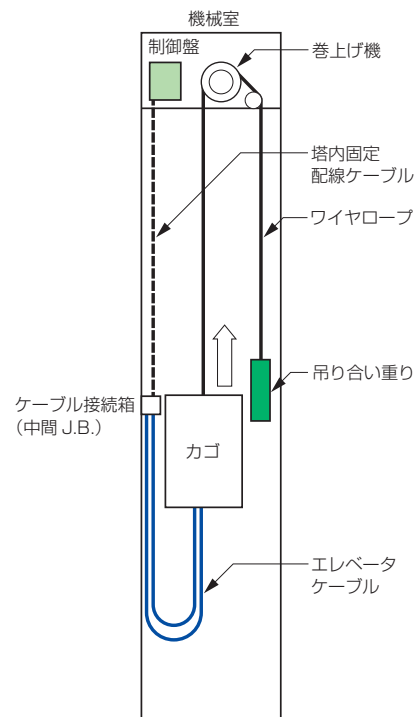 機械室
制御盤
巻上げ機
塔内固定
配線ケーブル
ワイヤロープ
吊り合い重り
ケーブル接続箱
（中間 J.B.）
カゴ
エレベータ
ケーブル